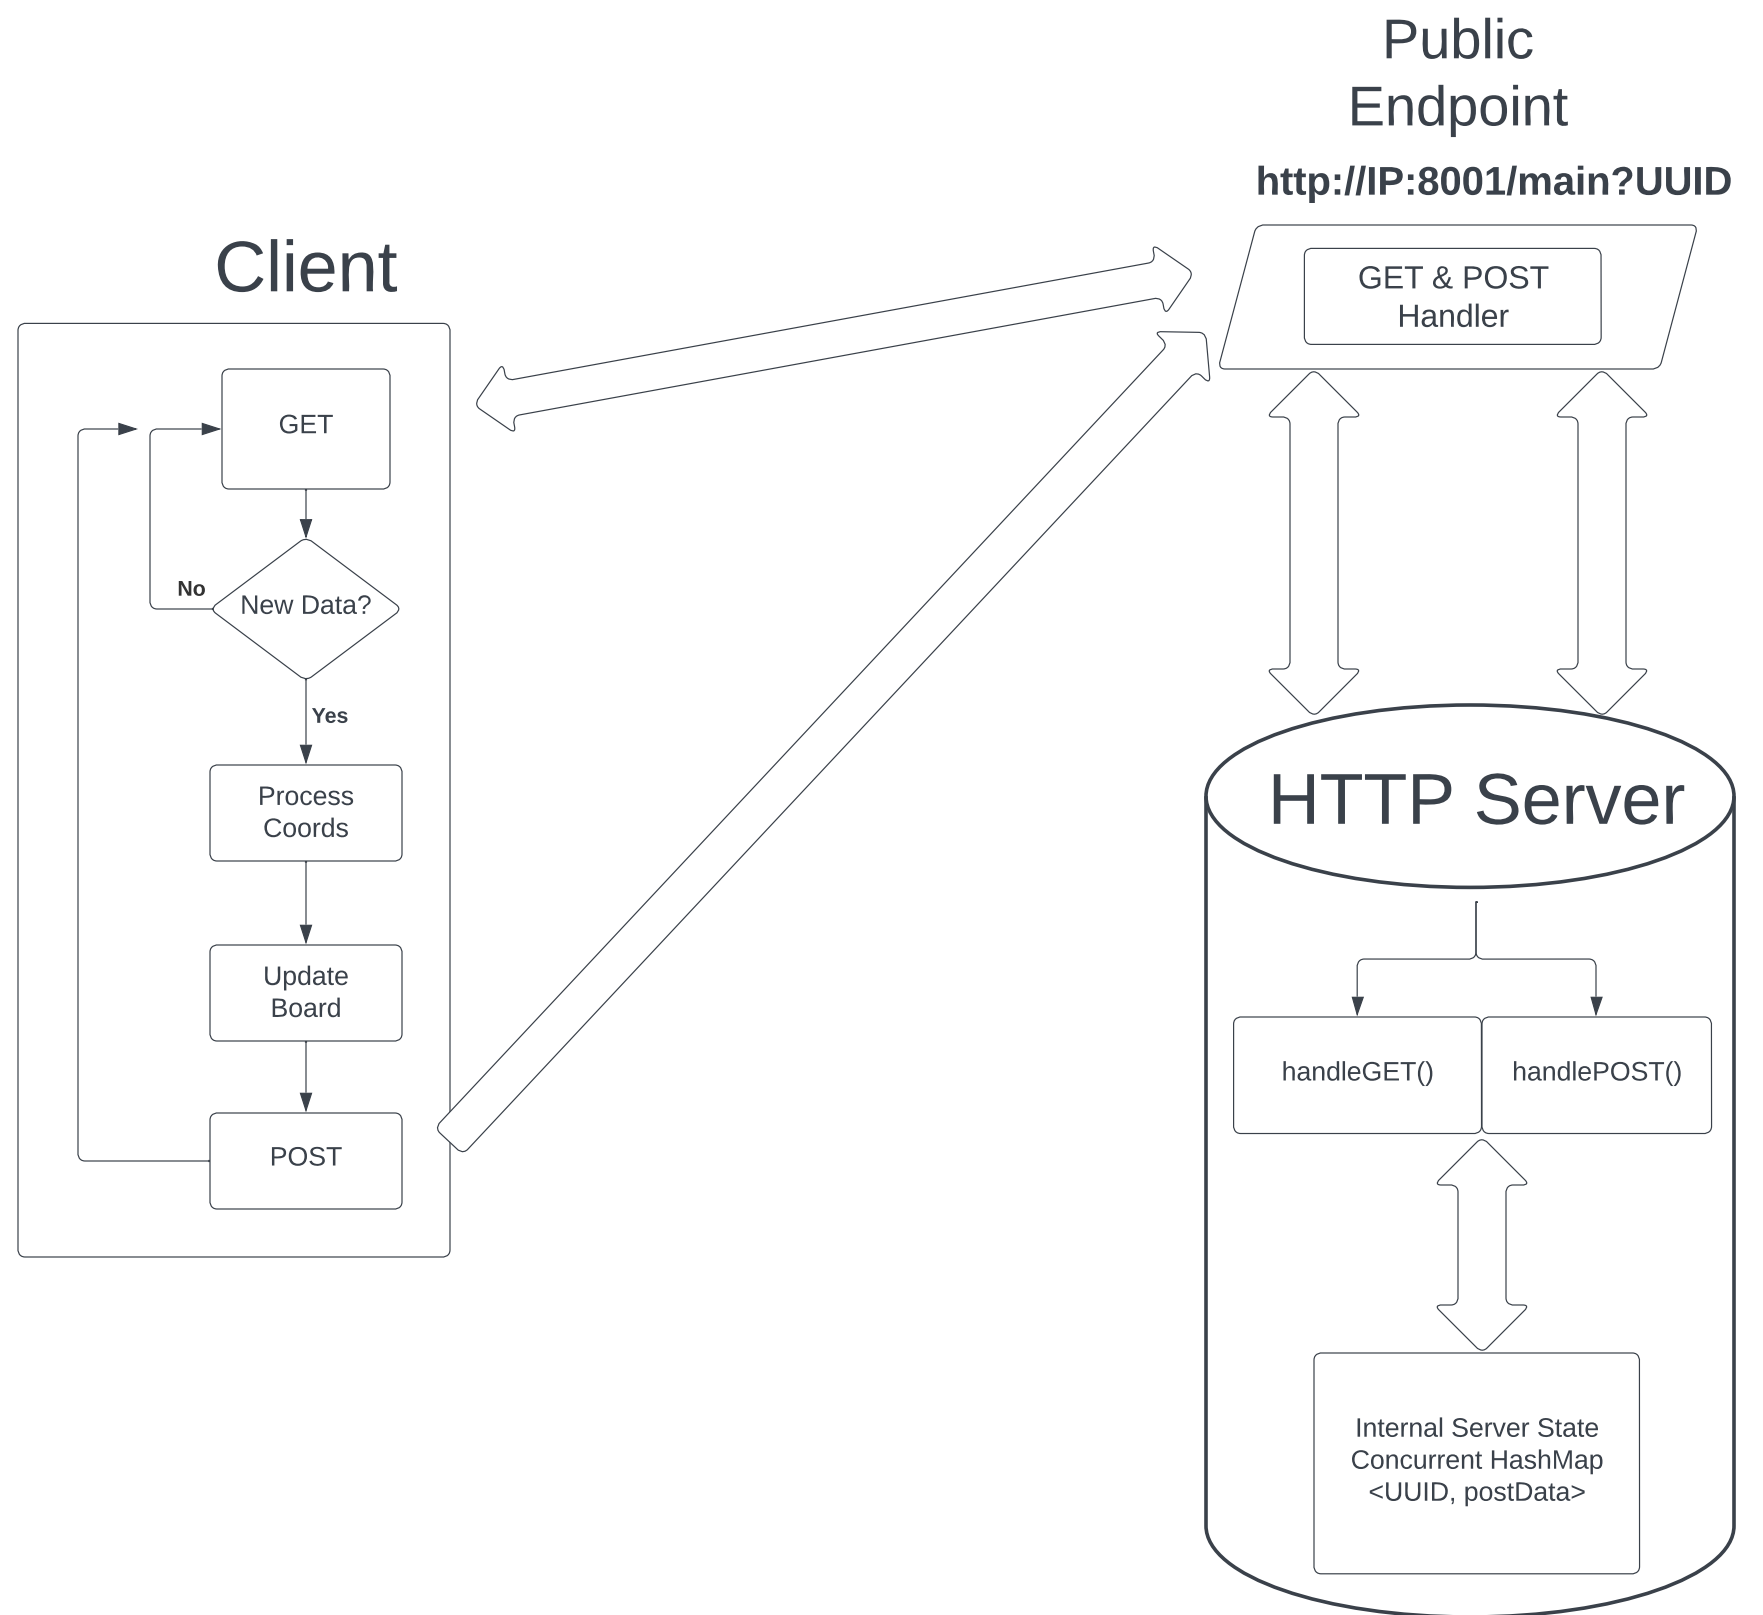 Public
Endpoint
http://IP:8001/main?UUID
GET & POST
Handler
Client
GET
New Data?
No
Yes
Process
Coords
Update
Board
POST
HTTP Server
handleGET()
handlePOST()
Internal Server State
Concurrent HashMap
<UUID, postData>